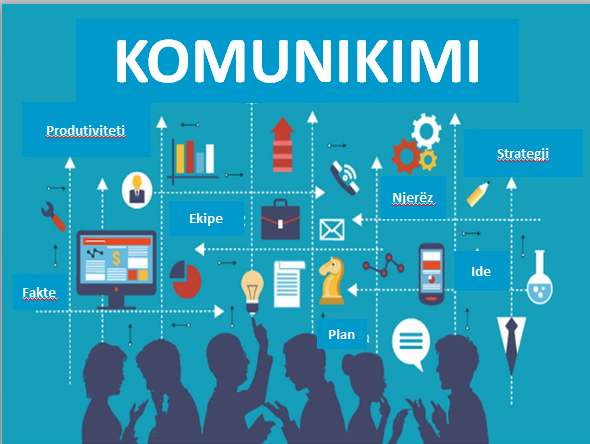 KOMUNIKIMI
Produtiviteti
Strategji
Njerëz
Ekipe
Ide
Fakte
Plan